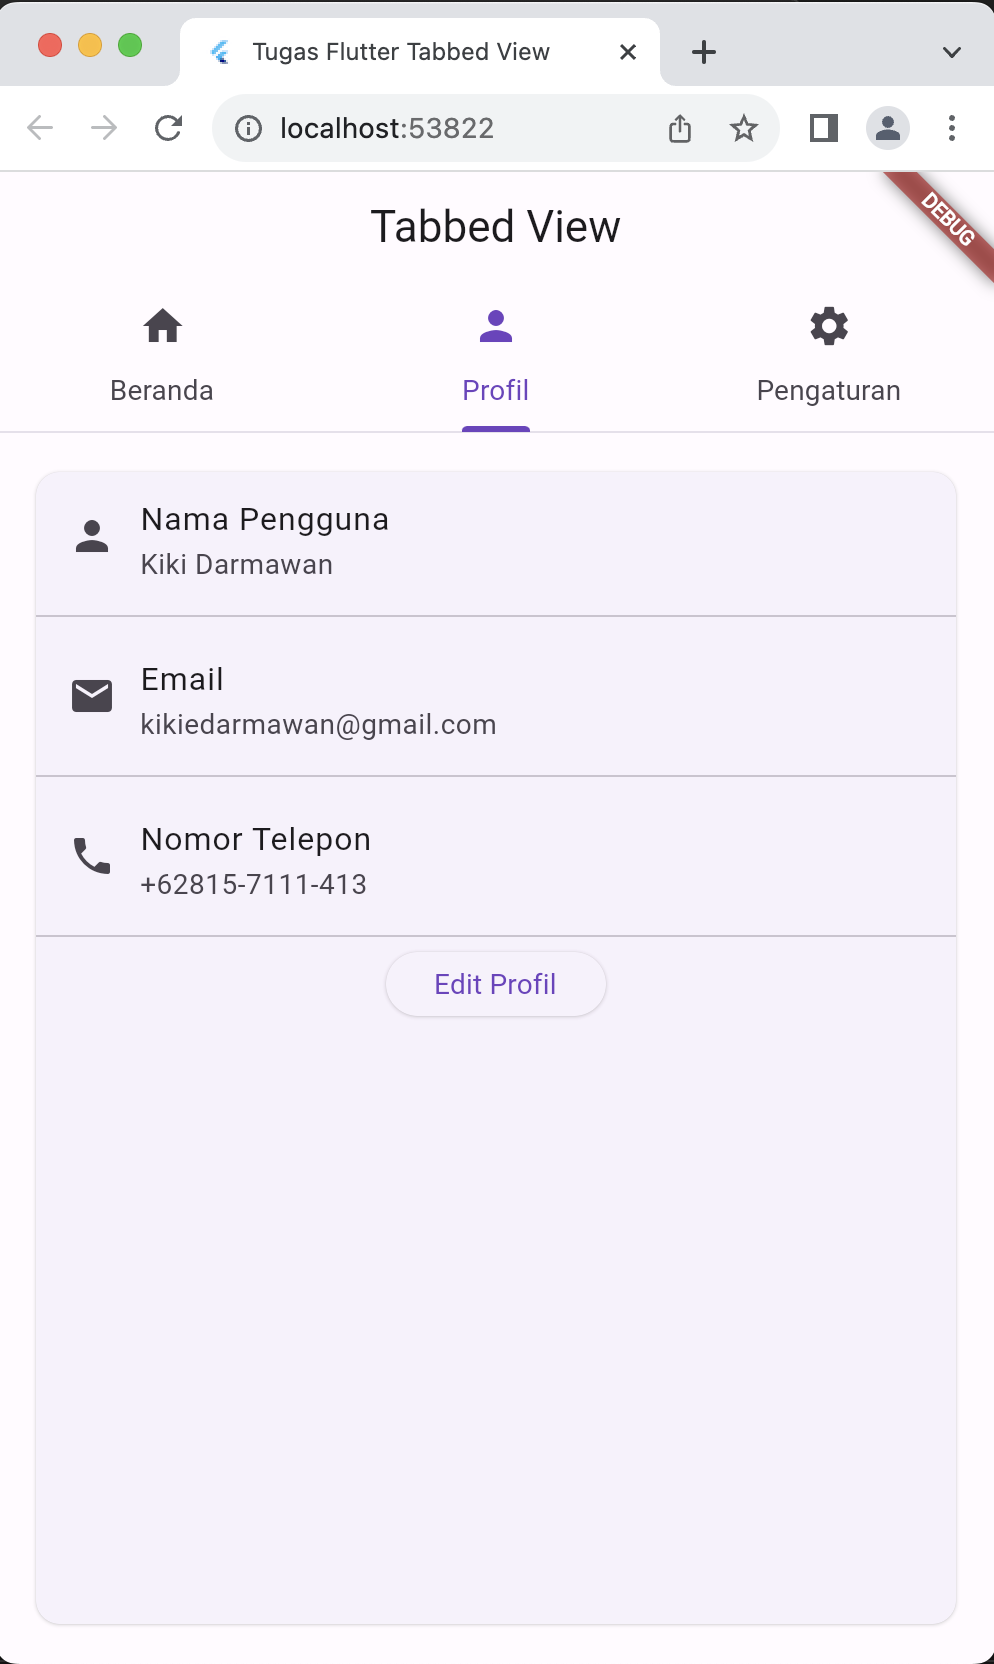 Tugas Flutter Tabbed View
localhost:53822
DEBUG
Tabbed View
Beranda
Profil
Pengaturan
Nama Pengguna
Kiki Darmawan
Email
kikiedarmawan@gmail.com
Nomor Telepon
+62815-7111-413
Edit Profil